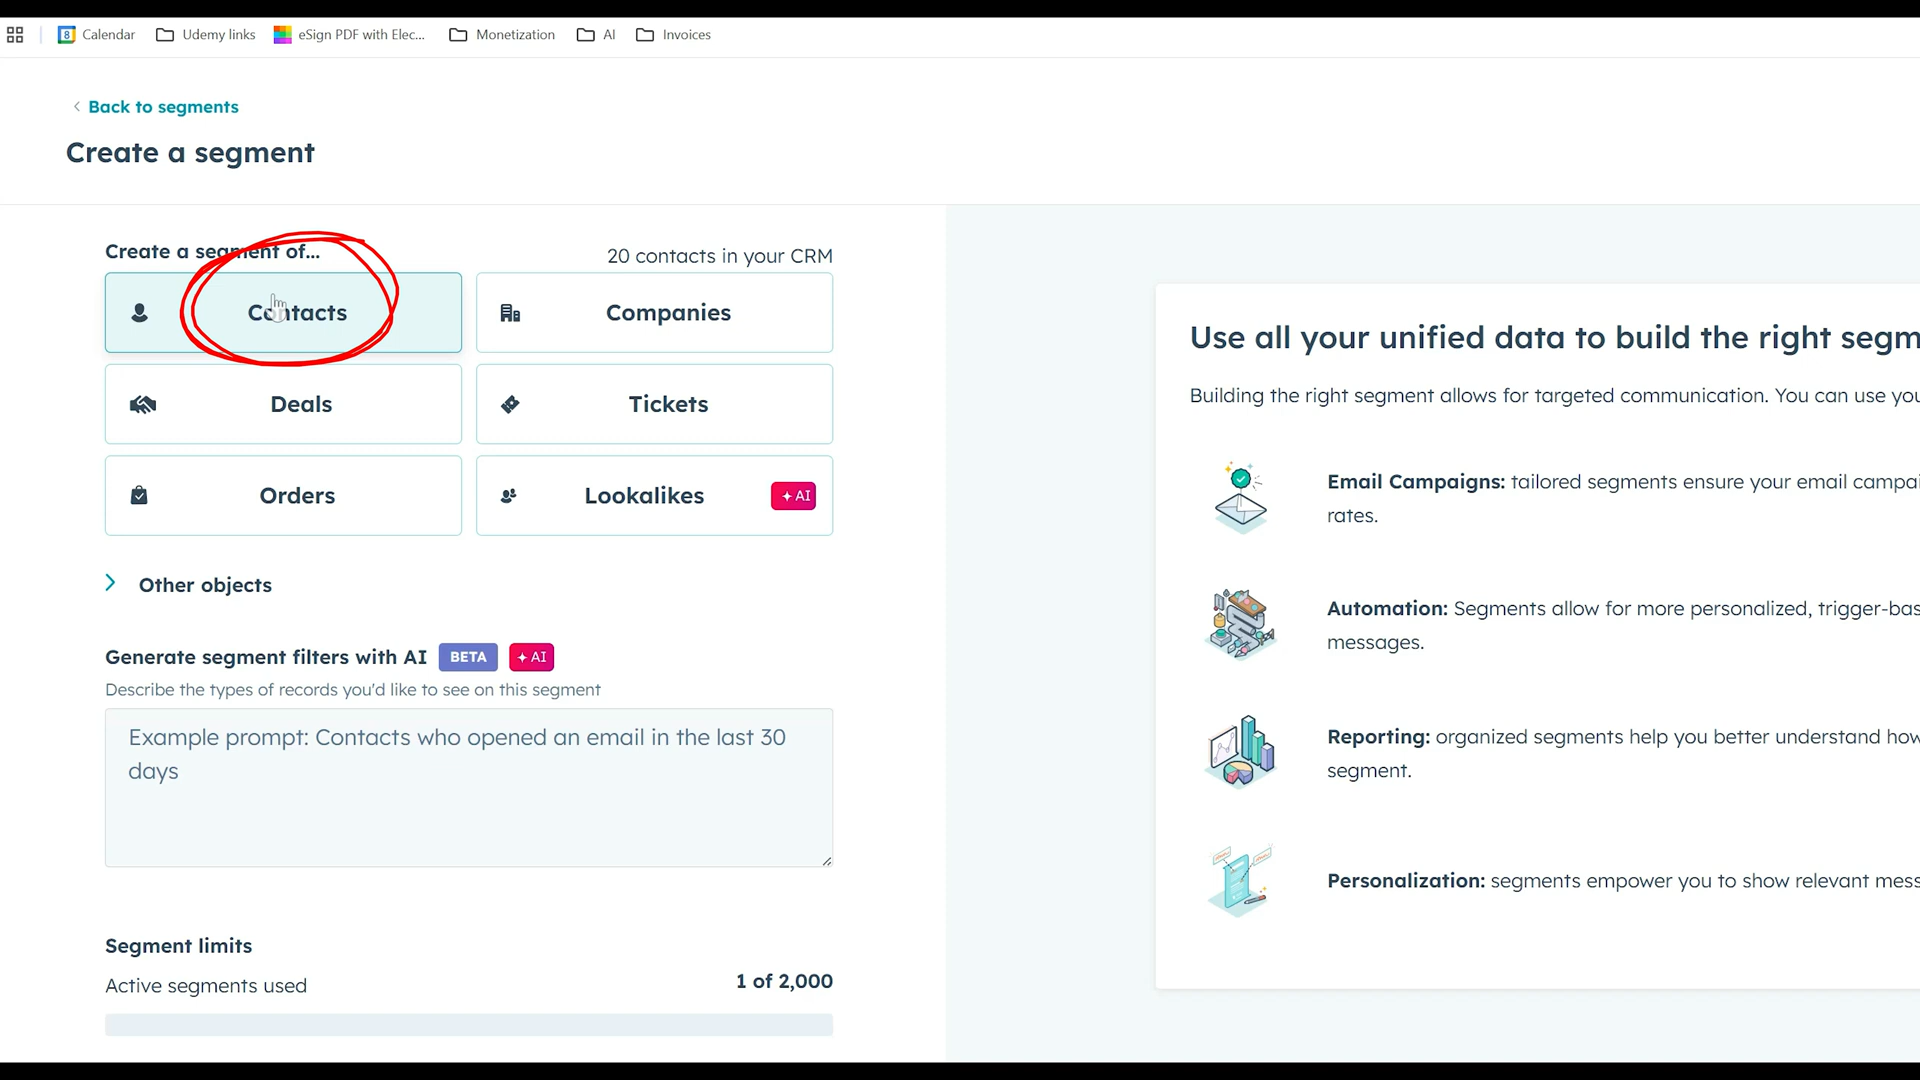 Calendar
Udemy links
eSign PDF with Elec...
Monetization
AI
Invoices
Back to segments
Create a segment
Create a segment of...
20 contacts in your CRM
Contacts
Companies
Deals
Tickets
Orders
Lookalikes
AI
Other objects
Generate segment filters with AI BETA AI
Describe the types of records you'd like to see on this segment
Example prompt: Contacts who opened an email in the last 30
days
Segment limits
Active segments used
1 of 2,000
Use all your unified data to build the right segm
Building the right segment allows for targeted communication. You can use you
Email Campaigns: tailored segments ensure your email campai
rates.
Automation: Segments allow for more personalized, trigger-bas
messages.
Reporting: organized segments help you better understand how
segment.
Personalization: segments empower you to show relevant mess